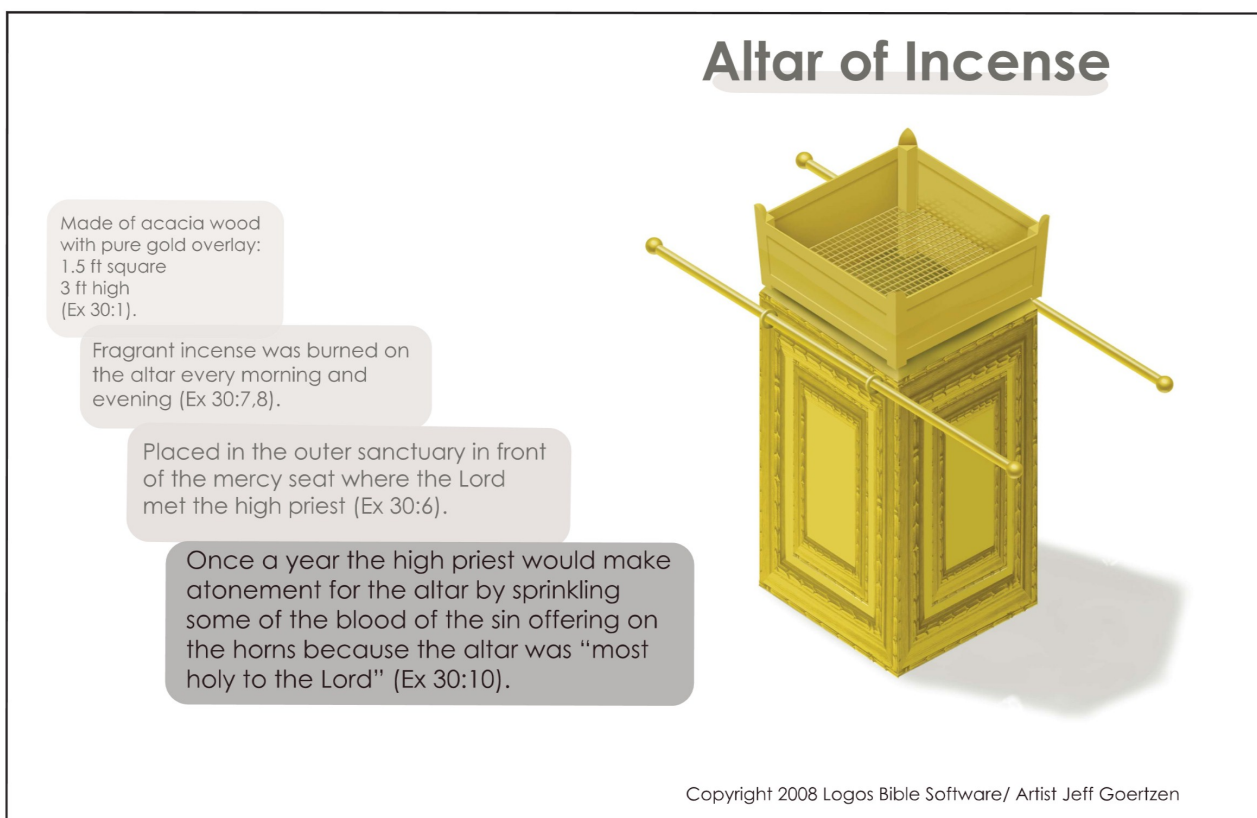 Altar of Incense
Made of acacia wood
with pure gold overlay:
1.5 ft square
3 ft high
(Ex 30:1).
Fragrant incense was burned on
the altar every morning and
evening (Ex 30:7,8).
Placed in the outer sanctuary in front
of the mercy seat where the Lord
met the high priest (Ex 30:6).
Once a year the high priest would make
atonement for the altar by sprinkling
some of the blood of the sin offering on
the horns because the altar was “most
holy to the Lord” (Ex 30:10).
Copyright 2008 Logos Bible Software/ Artist Jeff Goertzen